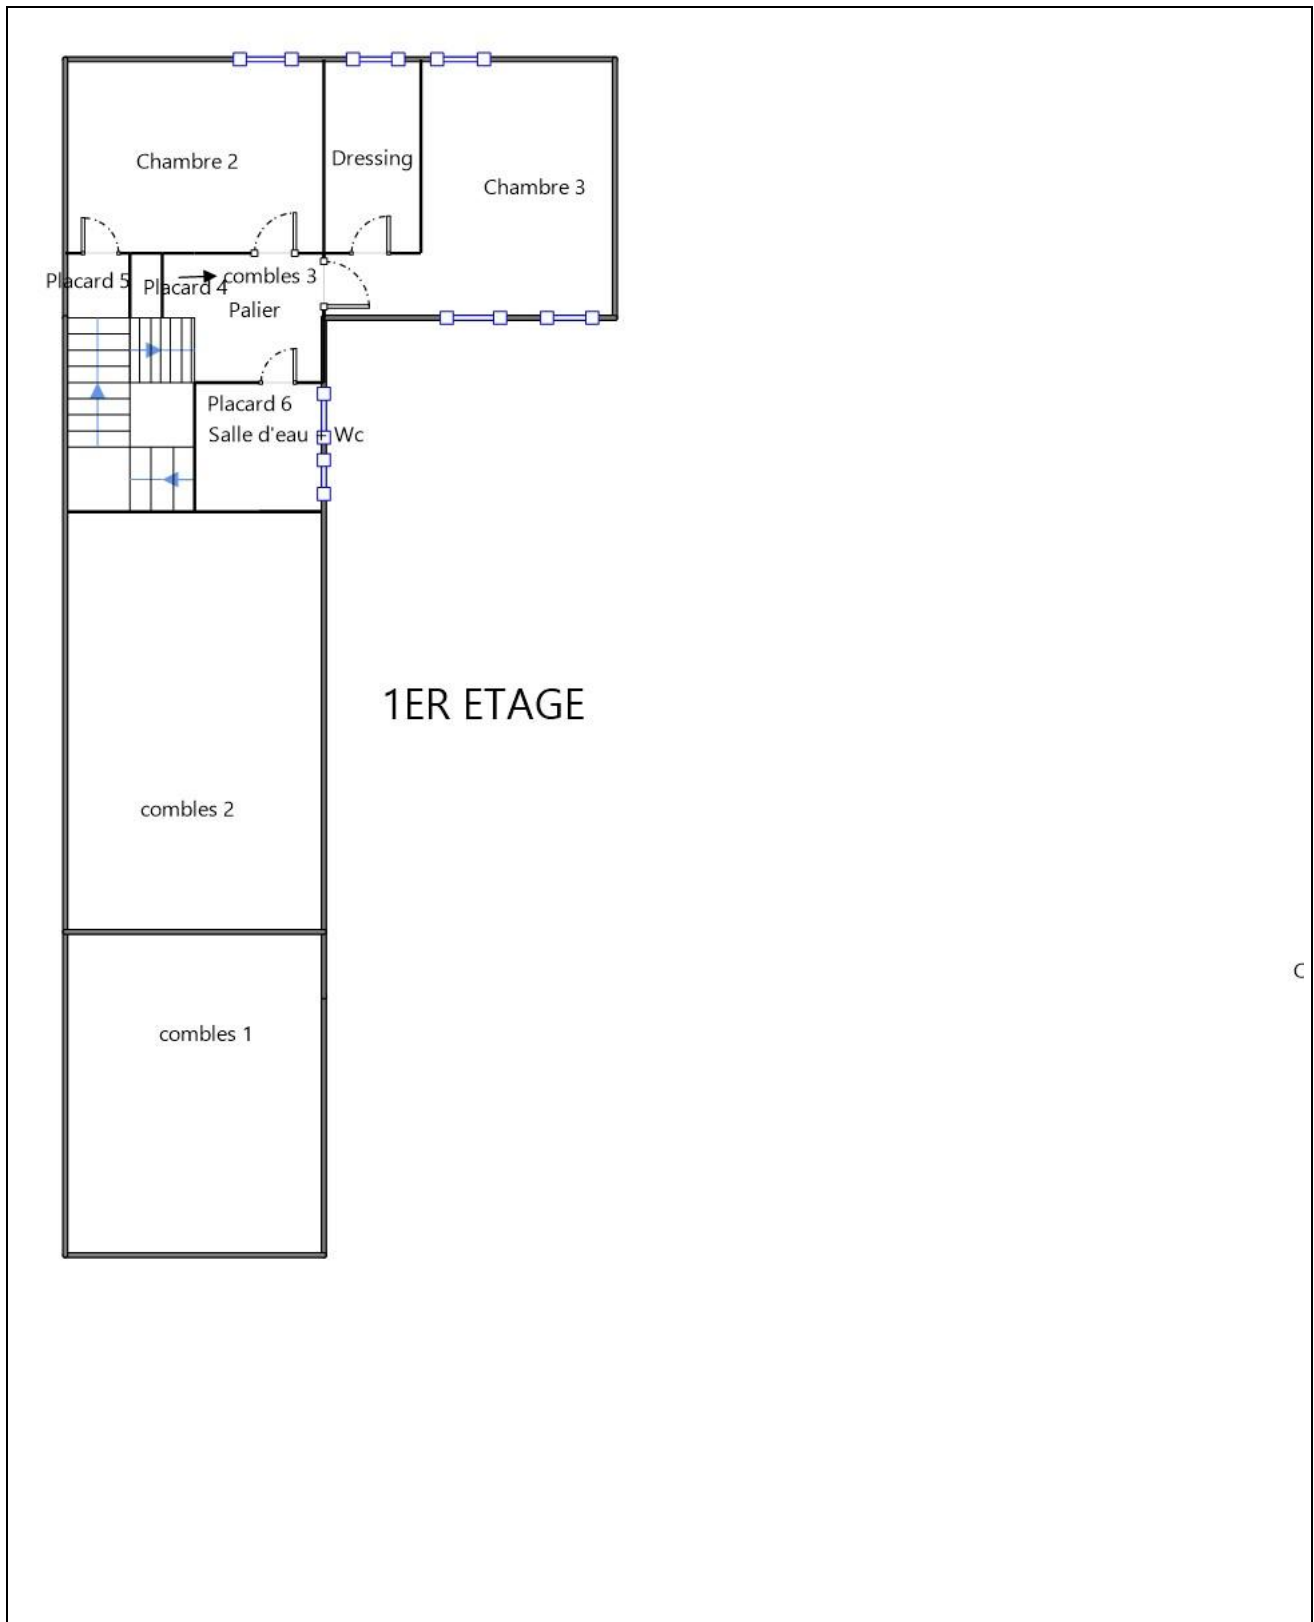 Chambre 2
Dressing
Chambre 3
Placard 5
Placard 4
combles 3
Palier
Placard 6
Salle d'eau + Wc
1ER ETAGE
combles 2
combles 1